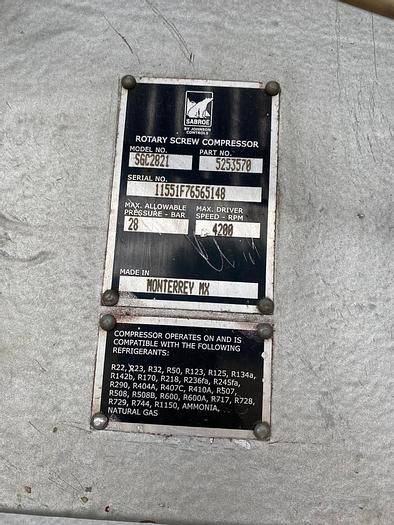 SABROE
BY JOHNSON
CONTROLS
ROTARY SCREW COMPRESSOR
MODEL NO. PART NO.
SGC2821 5253570
SERIAL NO.
11551F76565148
MAX. ALLOWABLE MAX. DRIVER
PRESSURE - BAR SPEED - RPM
28 4200
MADE IN
MONTERREY MX
COMPRESSOR OPERATES ON AND IS
COMPATIBLE WITH THE FOLLOWING
REFRIGERANTS:
R22, R23, R32, R50, R123, R125, R134a,
R142b, R170, R218, R236fa, R245fa,
R290, R404A, R407C, R410A, R507,
R508, R508B, R600, R600A, R717, R728,
R729, R744, R1150, AMMONIA,
NATURAL GAS